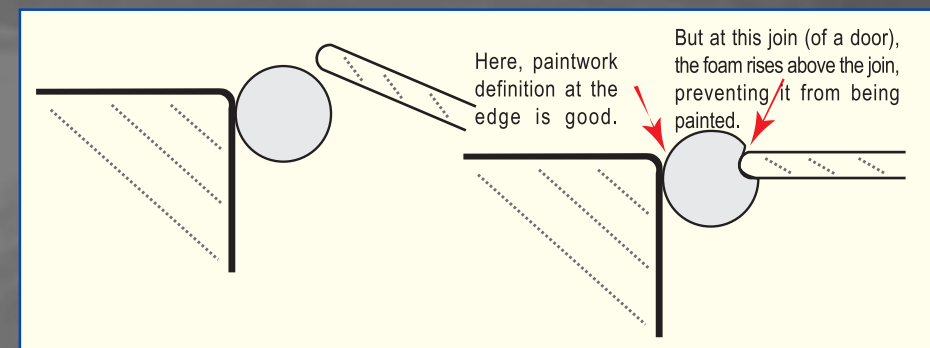 Here, paintwork
definition at the
edge is good.
But at this join (of a door),
the foam rises above the join,
preventing it from being
painted.